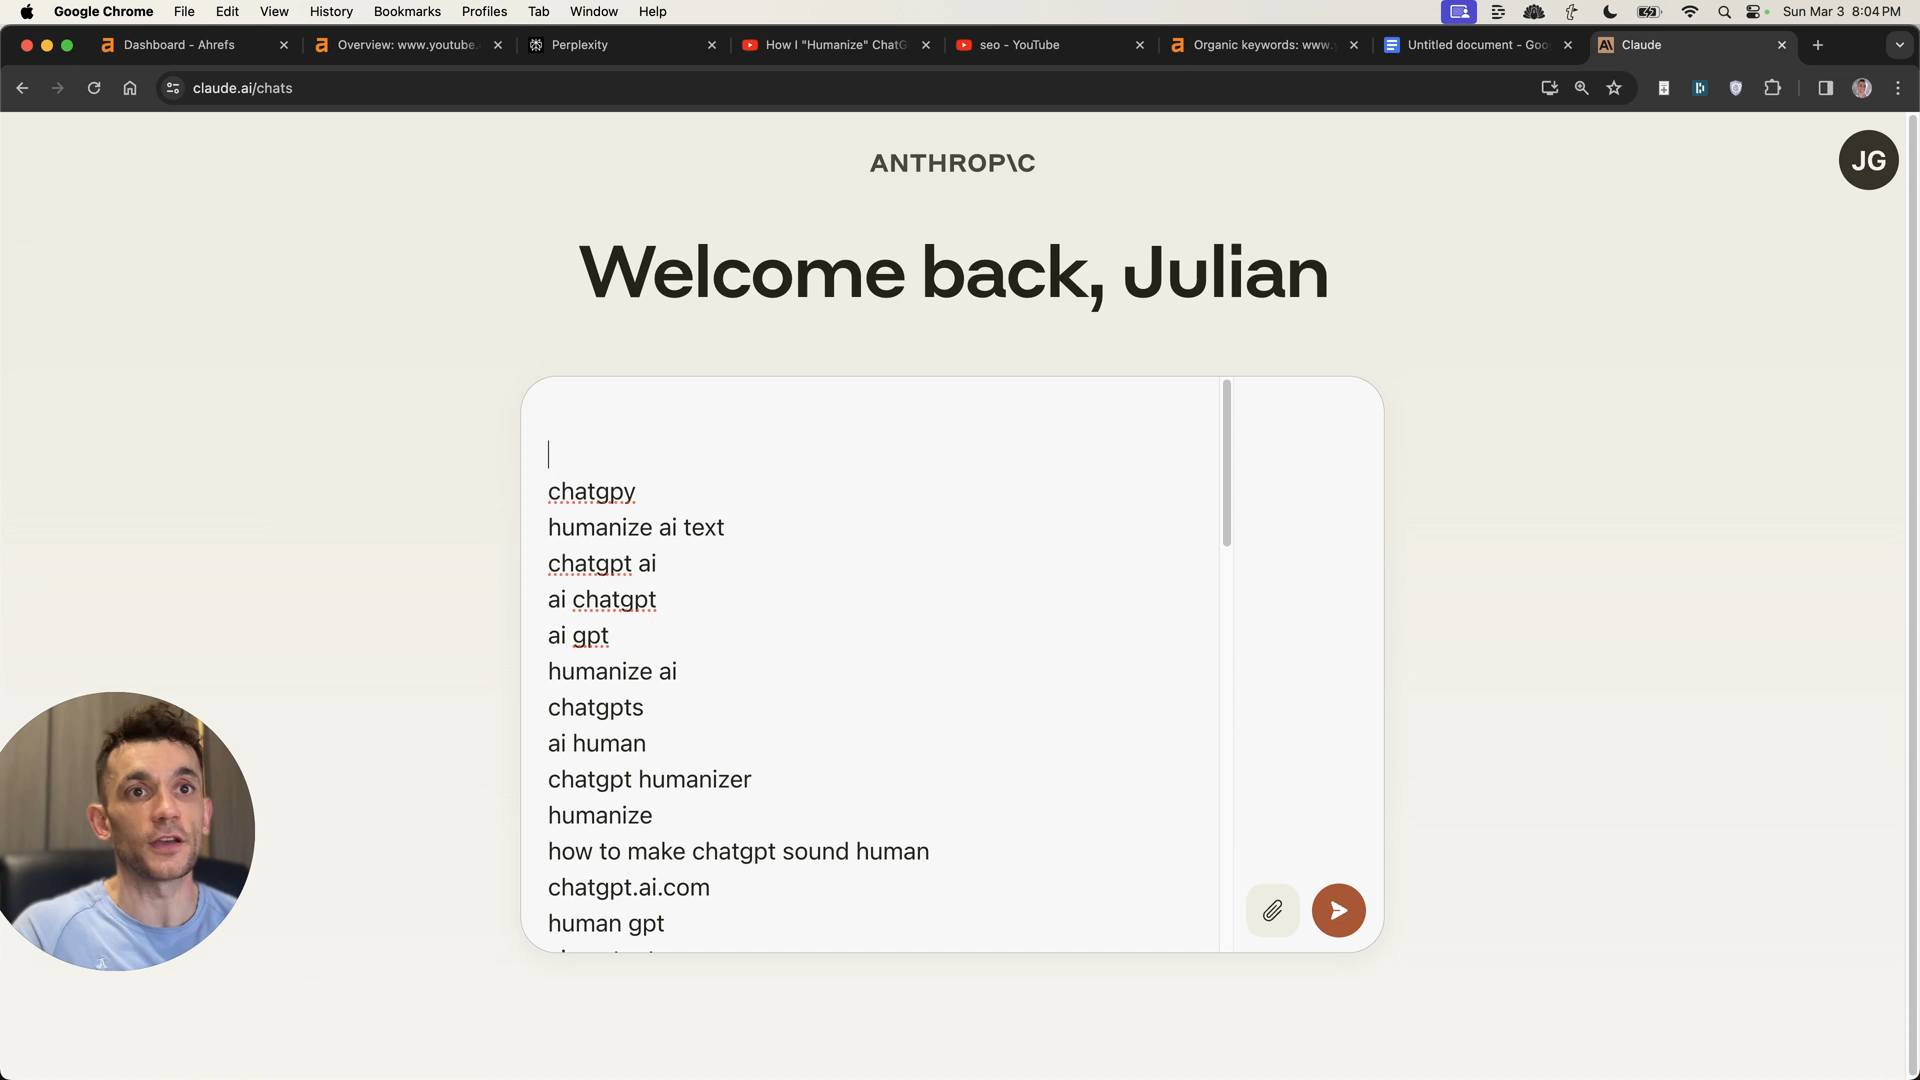 Google Chrome File Edit View History Bookmarks Profiles Tab Window Help Sun Mar 3 8:04 PM
Dashboard - Ahrefs Overview: www.youtube. Perplexity How I "Humanize" ChatG seo - YouTube Organic keywords: www. Untitled document - Goo Claude
claude.ai/chats
ANTHROP\C
JG
Welcome back, Julian
chatgpy
humanize ai text
chatgpt ai
ai chatgpt
ai gpt
humanize ai
chatgpts
ai human
chatgpt humanizer
humanize
how to make chatgpt sound human
chatgpt.ai.com
human gpt